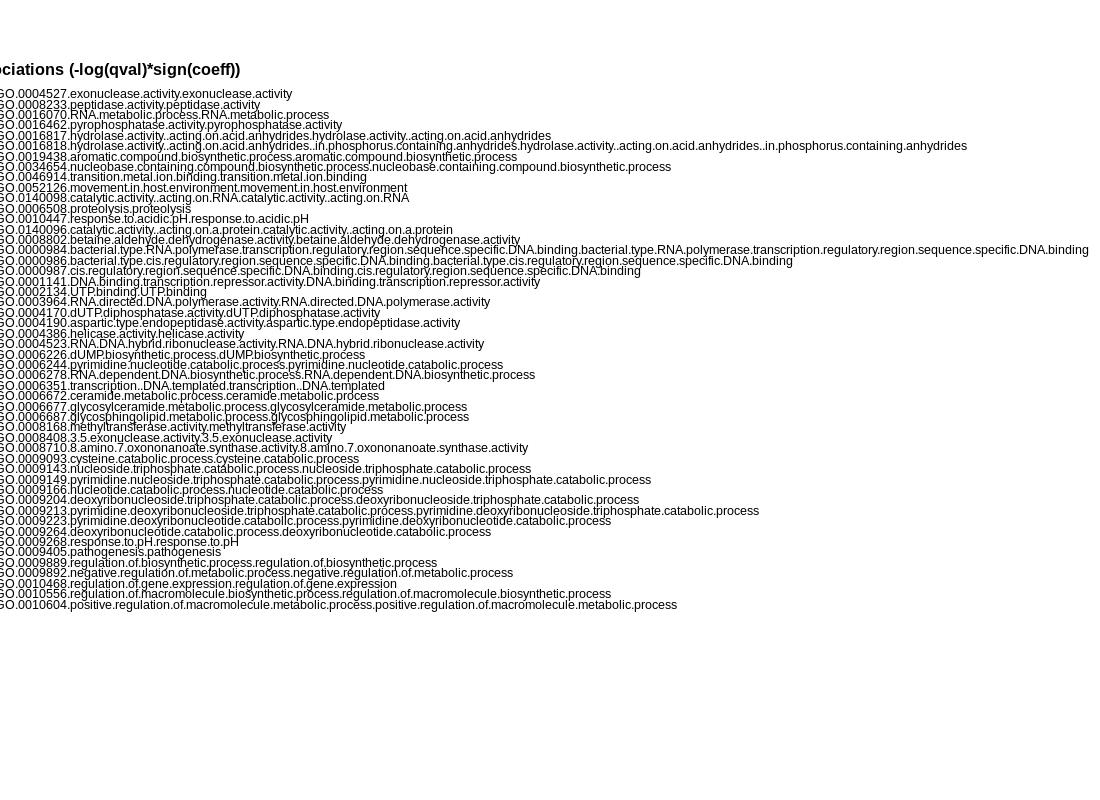 ociations (-log(qval)*sign(coeff))
GO.0004527.exonuclease.activity.exonuclease.activity
GO.0008233.peptidase.activity.peptidase.activity
GO.0016070.RNA.metabolic.process.RNA.metabolic.process
GO.0016462.pyrophosphatase.activity.pyrophosphatase.activity
GO.0016817.hydrolase.activity..acting.on.acid.anhydrides.hydrolase.activity..acting.on.acid.anhydrides
GO.0016818.hydrolase.activity..acting.on.acid.anhydrides..in.phosphorus.containing.anhydrides.hydrolase.activity..acting.on.acid.anhydrides..in.phosphorus.containing.anhydrides
GO.0019438.aromatic.compound.biosynthetic.process.aromatic.compound.biosynthetic.process
GO.0034654.nucleobase.containing.compound.biosynthetic.process.nucleobase.containing.compound.biosynthetic.process
GO.0046914.transition.metal.ion.binding.transition.metal.ion.binding
GO.0052126.movement.in.host.environment.movement.in.host.environment
GO.0140098.catalytic.activity..acting.on.RNA.catalytic.activity..acting.on.RNA
GO.0006508.proteolysis.proteolysis
GO.0010447.response.to.acidic.pH.response.to.acidic.pH
GO.0140096.catalytic.activity..acting.on.a.protein.catalytic.activity..acting.on.a.protein
GO.0008802.betaine.aldehyde.dehydrogenase.activity.betaine.aldehyde.dehydrogenase.activity
GO.0000984.bacterial.type.RNA.polymerase.transcription.regulatory.region.sequence.specific.DNA.binding.bacterial.type.RNA.polymerase.transcription.regulatory.region.sequence.specific.DNA.binding
GO.0000986.bacterial.type.cis.regulatory.region.sequence.specific.DNA.binding.bacterial.type.cis.regulatory.region.sequence.specific.DNA.binding
GO.0000987.cis.regulatory.region.sequence.specific.DNA.binding.cis.regulatory.region.sequence.specific.DNA.binding
GO.0001141.DNA.binding.transcription.repressor.activity.DNA.binding.transcription.repressor.activity
GO.0002134.UTP.binding.UTP.binding
GO.0003964.RNA.directed.DNA.polymerase.activity.RNA.directed.DNA.polymerase.activity
GO.0004170.dUTP.diphosphatase.activity.dUTP.diphosphatase.activity
GO.0004190.aspartic.type.endopeptidase.activity.aspartic.type.endopeptidase.activity
GO.0004386.helicase.activity.helicase.activity
GO.0004523.RNA.DNA.hybrid.ribonuclease.activity.RNA.DNA.hybrid.ribonuclease.activity
GO.0006226.dUMP.biosynthetic.process.dUMP.biosynthetic.process
GO.0006244.pyrimidine.nucleotide.catabolic.process.pyrimidine.nucleotide.catabolic.process
GO.0006278.RNA.dependent.DNA.biosynthetic.process.RNA.dependent.DNA.biosynthetic.process
GO.0006351.transcription..DNA.templated.transcription..DNA.templated
GO.0006672.ceramide.metabolic.process.ceramide.metabolic.process
GO.0006677.glycosylceramide.metabolic.process.glycosylceramide.metabolic.process
GO.0006687.glycosphingolipid.metabolic.process.glycosphingolipid.metabolic.process
GO.0008168.methyltransferase.activity.methyltransferase.activity
GO.0008408.3.5.exonuclease.activity.3.5.exonuclease.activity
GO.0008710.8.amino.7.oxononanoate.synthase.activity.8.amino.7.oxononanoate.synthase.activity
GO.0009093.cysteine.catabolic.process.cysteine.catabolic.process
GO.0009143.nucleoside.triphosphate.catabolic.process.nucleoside.triphosphate.catabolic.process
GO.0009149.pyrimidine.nucleoside.triphosphate.catabolic.process.pyrimidine.nucleoside.triphosphate.catabolic.process
GO.0009166.nucleotide.catabolic.process.nucleotide.catabolic.process
GO.0009204.deoxyribonucleoside.triphosphate.catabolic.process.deoxyribonucleoside.triphosphate.catabolic.process
GO.0009213.pyrimidine.deoxyribonucleoside.triphosphate.catabolic.process.pyrimidine.deoxyribonucleoside.triphosphate.catabolic.process
GO.0009223.pyrimidine.deoxyribonucleotide.catabolic.process.pyrimidine.deoxyribonucleotide.catabolic.process
GO.0009264.deoxyribonucleotide.catabolic.process.deoxyribonucleotide.catabolic.process
GO.0009268.response.to.pH.response.to.pH
GO.0009405.pathogenesis.pathogenesis
GO.0009889.regulation.of.biosynthetic.process.regulation.of.biosynthetic.process
GO.0009892.negative.regulation.of.metabolic.process.negative.regulation.of.metabolic.process
GO.0010468.regulation.of.gene.expression.regulation.of.gene.expression
GO.0010556.regulation.of.macromolecule.biosynthetic.process.regulation.of.macromolecule.biosynthetic.process
GO.0010604.positive.regulation.of.macromolecule.metabolic.process.positive.regulation.of.macromolecule.metabolic.process